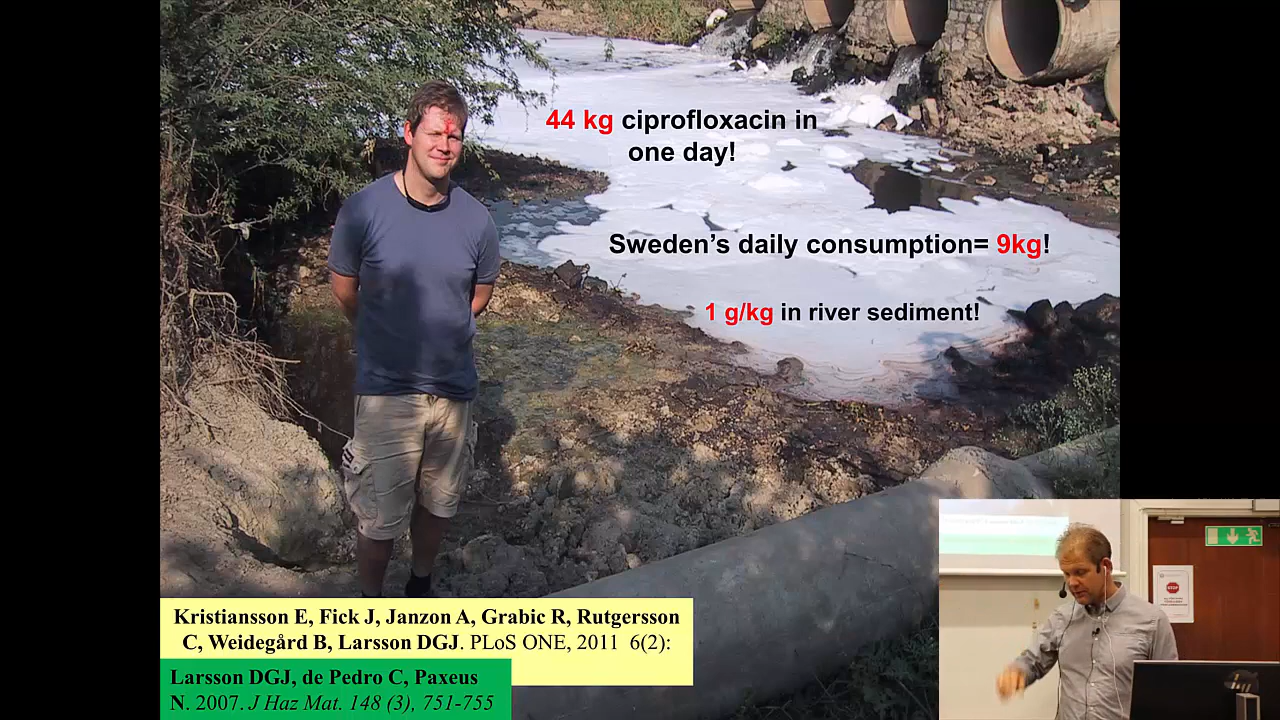 44 kg ciprofloxacin in
one day!
Sweden’s daily consumption= 9kg!
1 g/kg in river sediment!
Kristiansson E, Fick J, Janzon A, Grabic R, Rutgersson
C, Weidegård B, Larsson DGJ. PLoS ONE, 2011 6(2):
Larsson DGJ, de Pedro C, Paxeus
N. 2007. J Haz Mat. 148 (3), 751-755
STOP